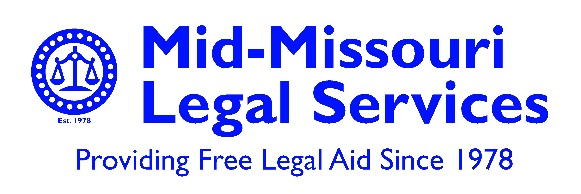 Mid-Missouri
Legal Services
Est. 1978
Providing Free Legal Aid Since 1978